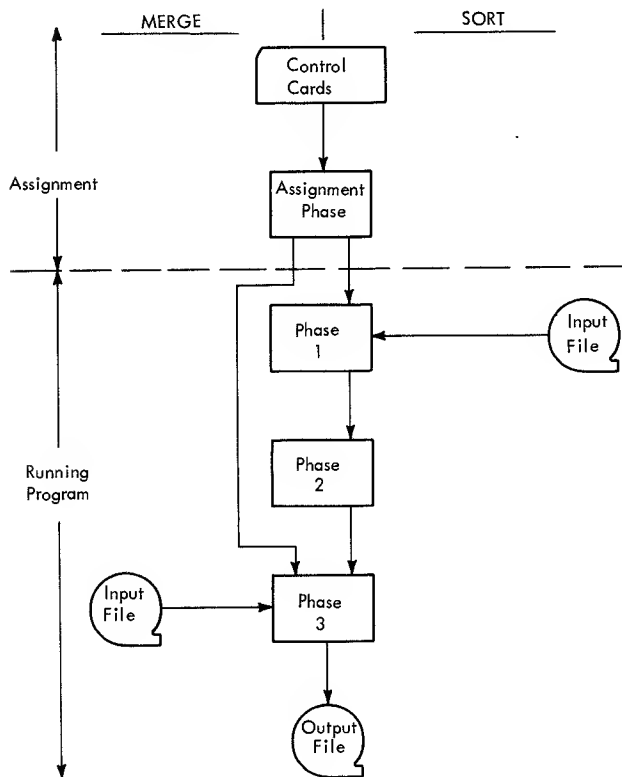 MERGE
SORT
Control
Cards
Assignment
Assignment
Phase
Phase
1
Input
File
Phase
2
Running
Program
Input
File
Phase
3
Output
File